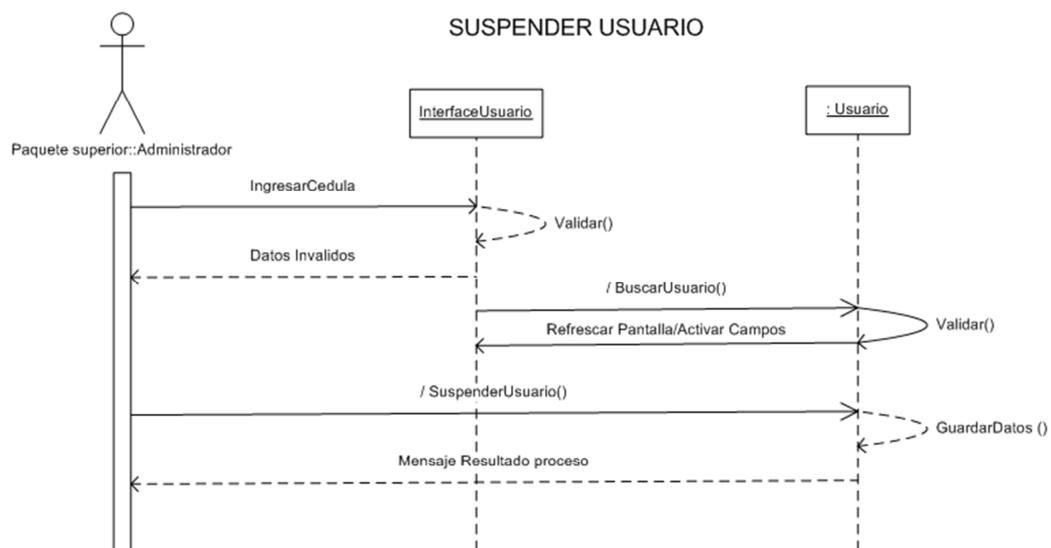 SUSPENDER USUARIO
InterfaceUsuario
: Usuario
Paquete superior::Administrador
IngresarCedula
Validar()
Datos Invalidos
/ BuscarUsuario()
Validar()
Refrescar Pantalla/Activar Campos
/ SuspenderUsuario()
GuardarDatos ()
Mensaje Resultado proceso